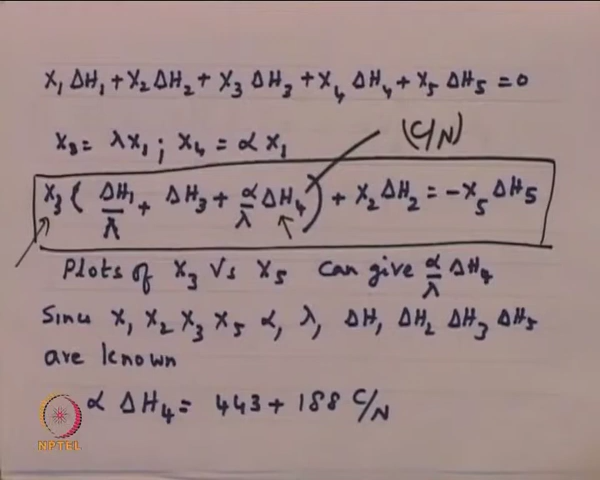 X₁ ΔH₁ + X₂ ΔH₂ + X₃ ΔH₃ + X₄ ΔH₄ + X₅ ΔH₅ = 0
X₃ = λX₁ ; X₄ = α X₁ (C/N)
X₃ ( ΔH₁/λ + ΔH₃ + α/λ ΔH₄ ) + X₂ ΔH₂ = -X₅ ΔH₅
Plots of X₃ Vs X₅ Can give α/λ ΔH₄
Since X₁ X₂ X₃ X₅ α, λ, ΔH₁ ΔH₂ ΔH₃ ΔH₅
are known
α ΔH₄ = 443 + 188 C/N
NPTEL